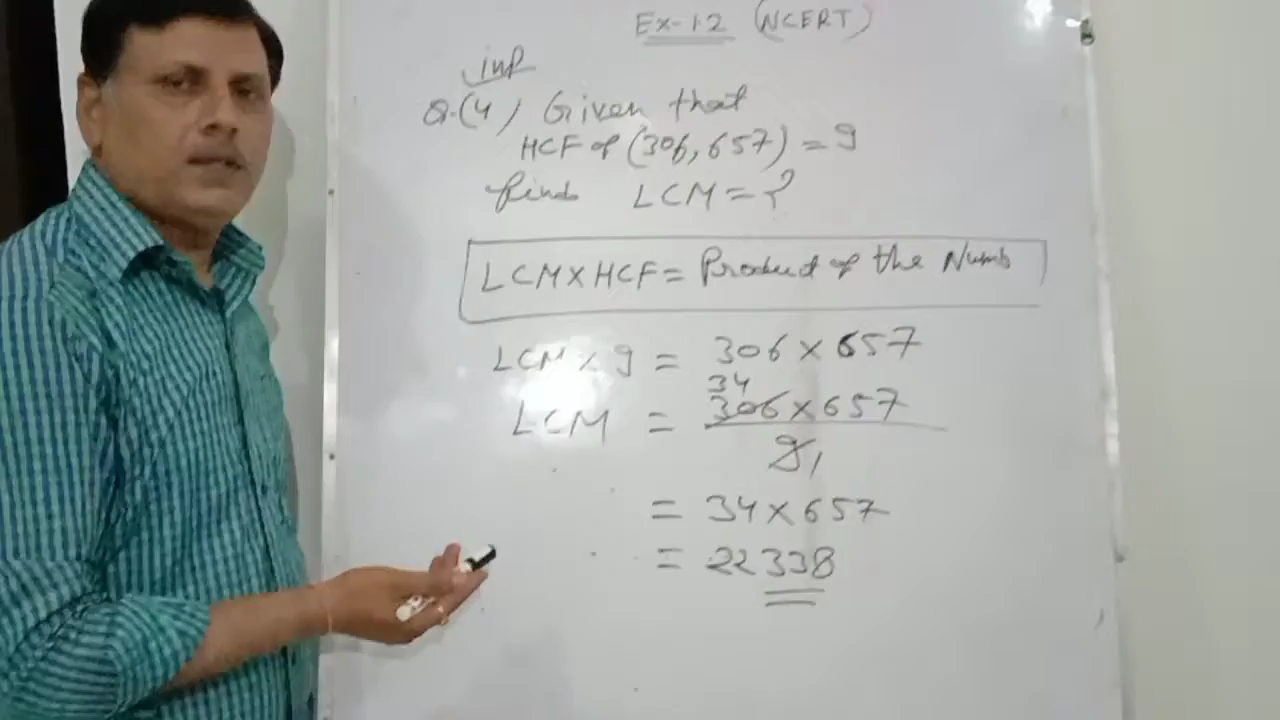 Ex-1.2 (NCERT)
imp
Q.(4) Given that
HCF of (306, 657) = 9
find LCM = ?
LCM X HCF = Product of the Numb
LCM X 9 = 306 X 657
34
LCM = 306 X 657
9 1
= 34 X 657
= 22338